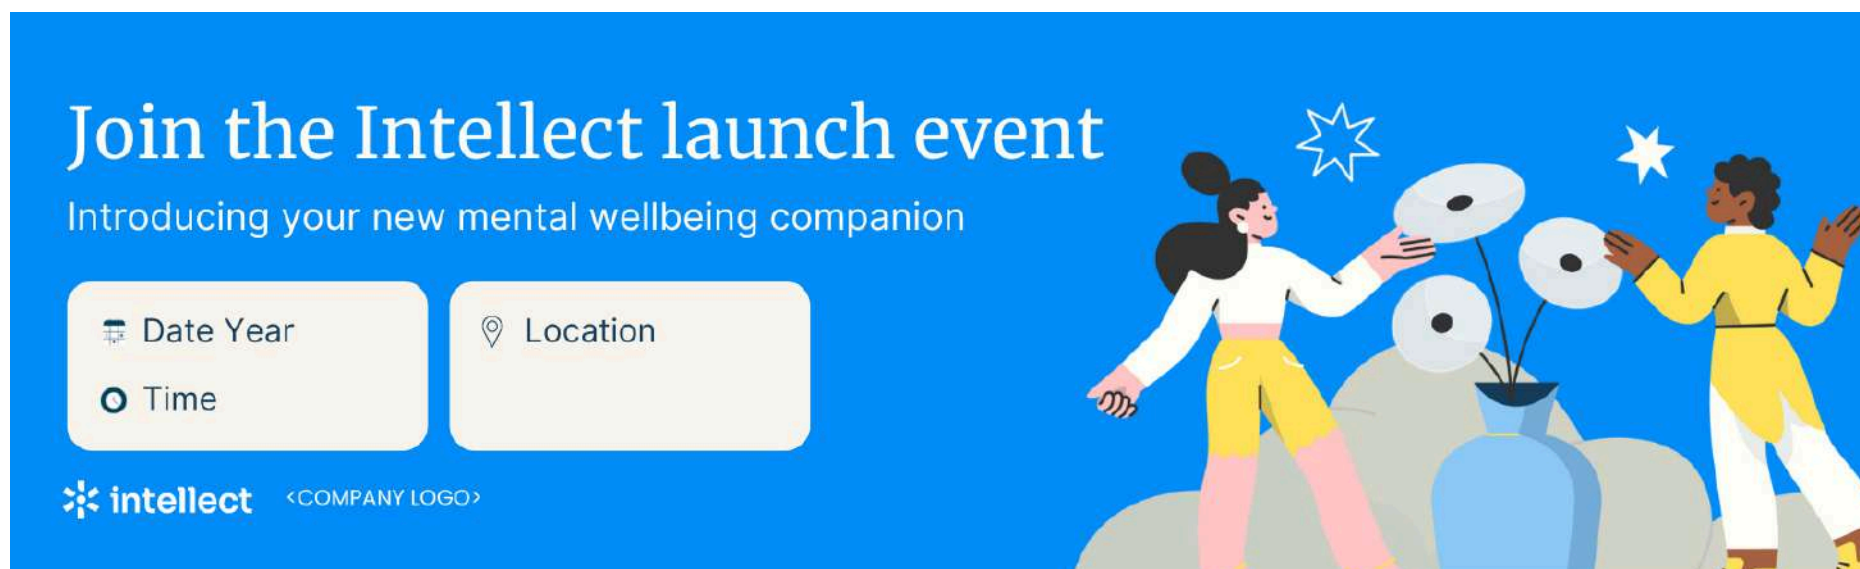 Join the Intellect launch event
Introducing your new mental wellbeing companion
Date Year
Time
Location
intellect
<COMPANY LOGO>